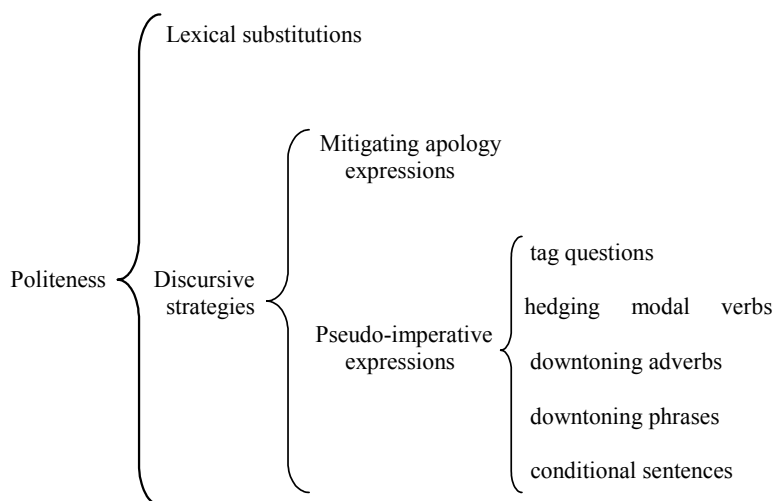 Lexical substitutions
Mitigating apology
expressions
tag questions
Politeness
Discursive
strategies
hedging modal verbs
Pseudo-imperative
expressions
downtoning adverbs
downtoning phrases
conditional sentences